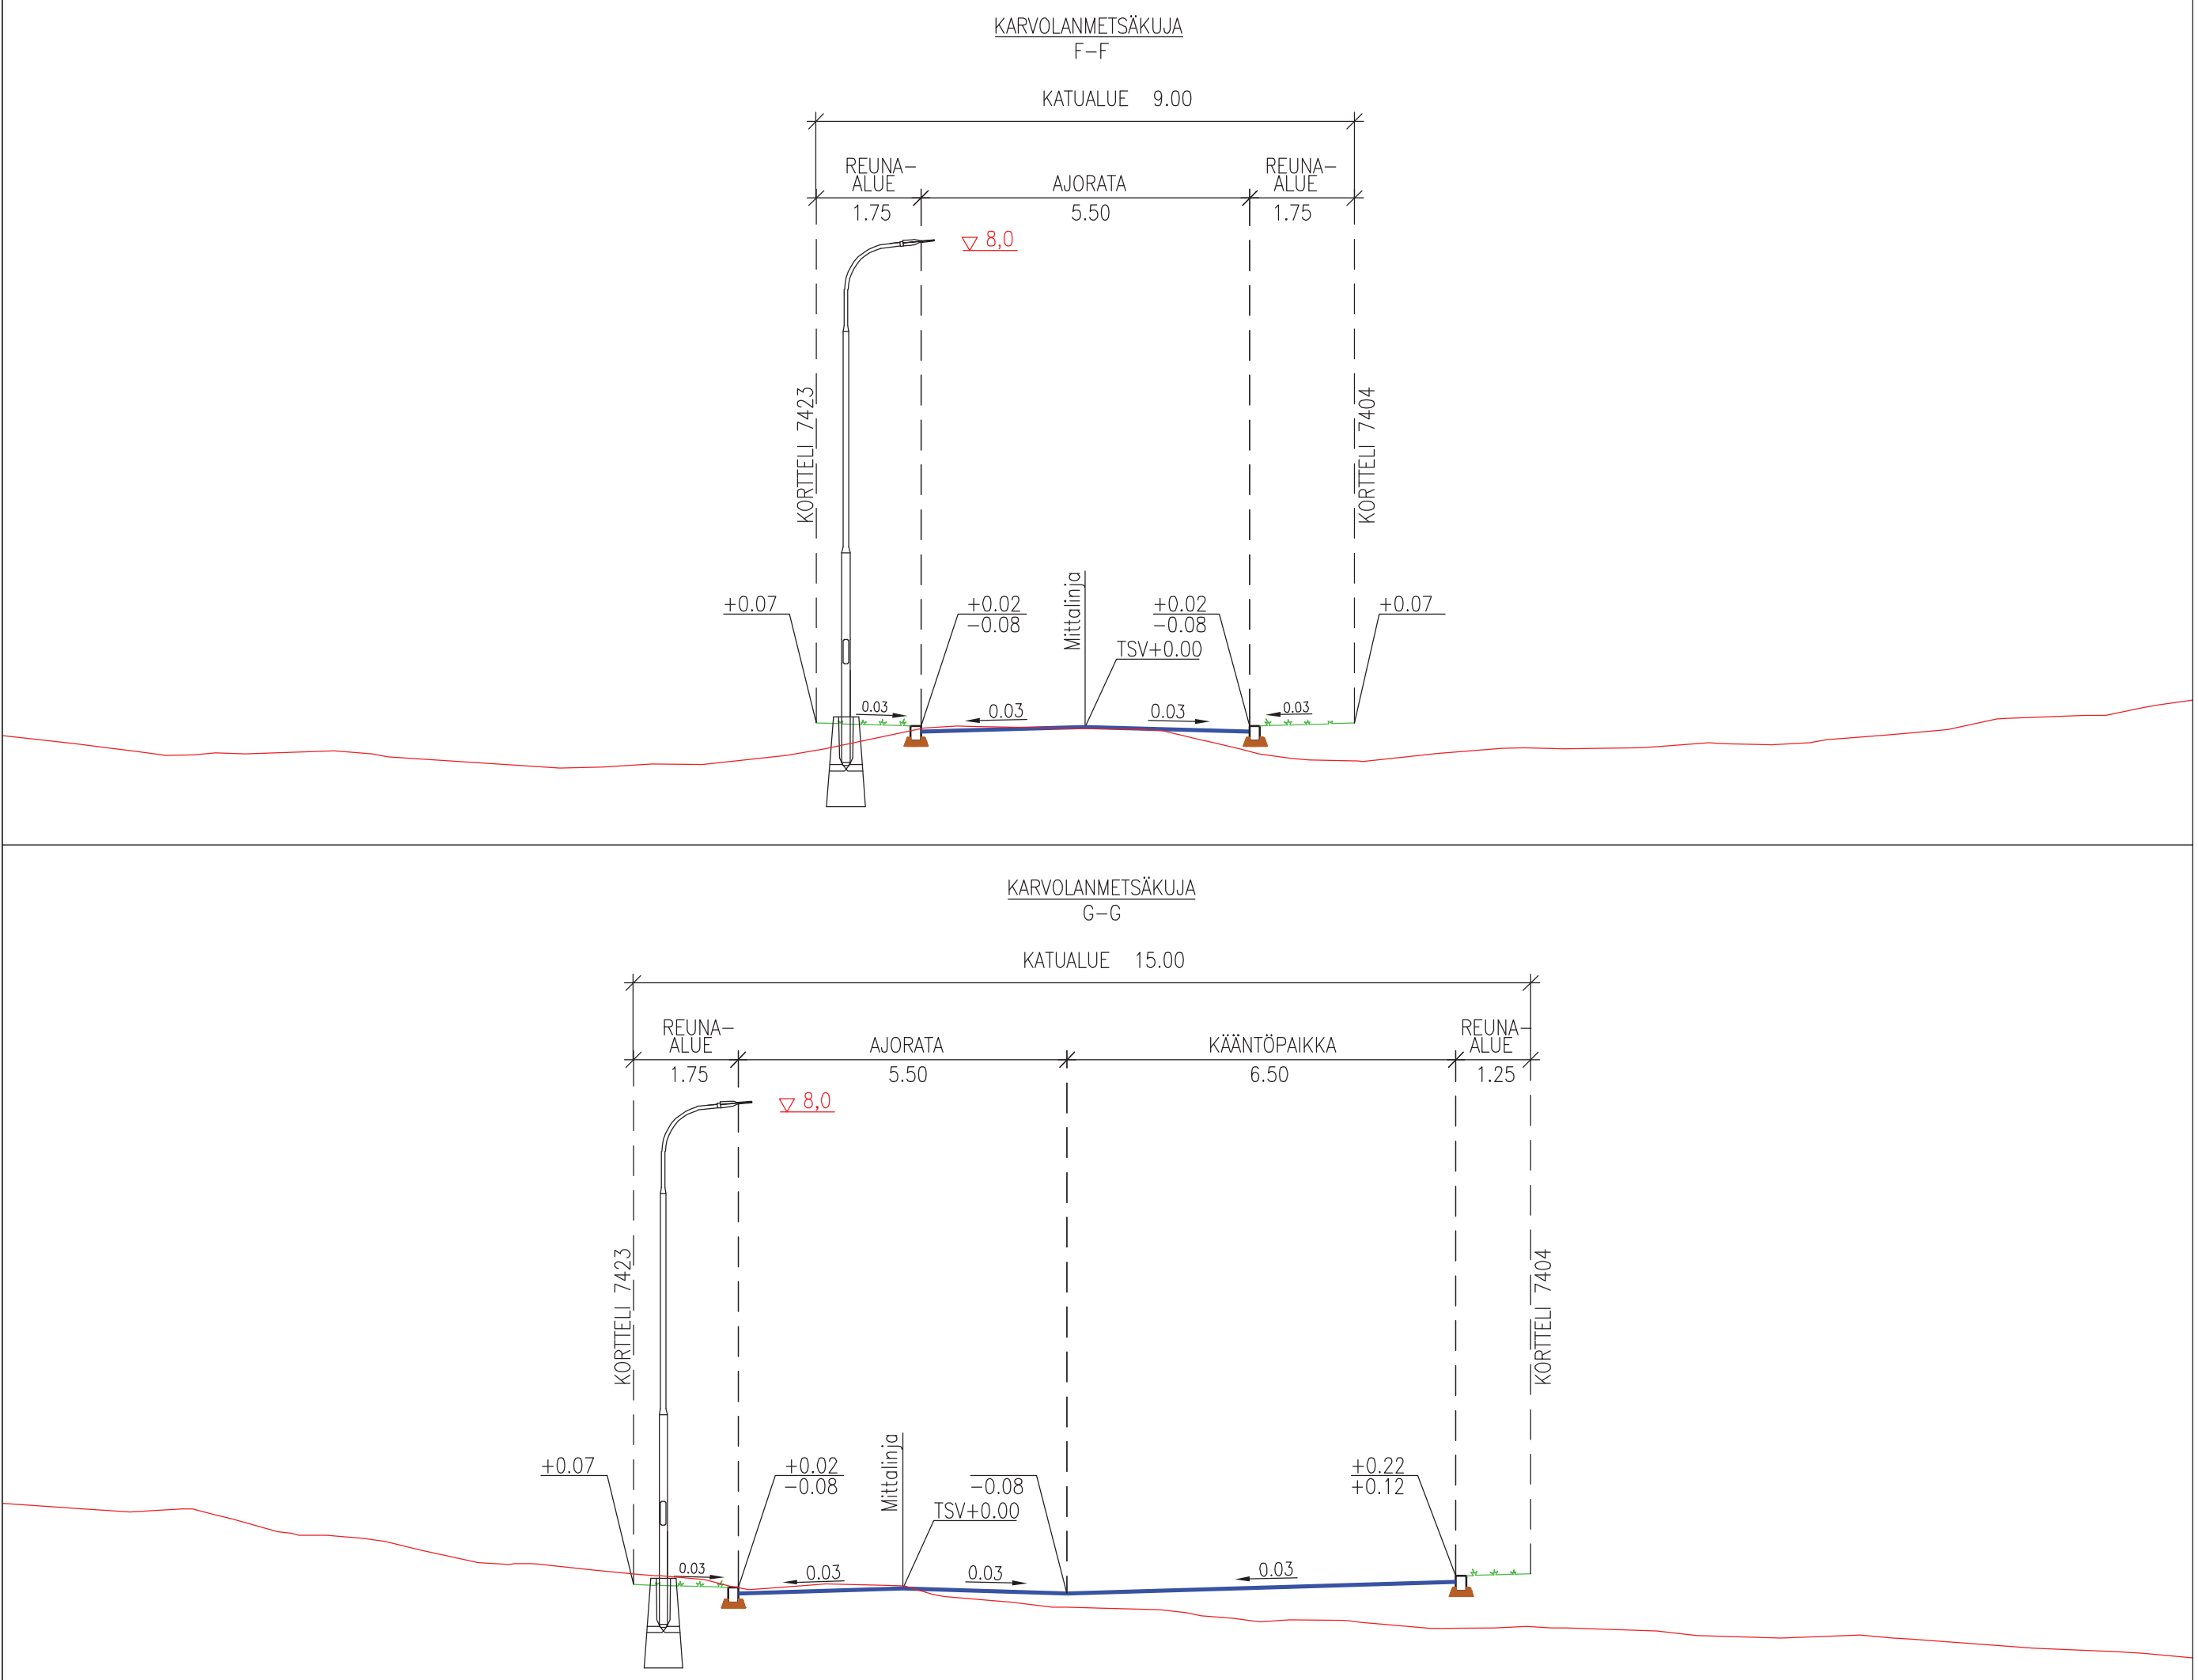 KARVOLANMETSÄKUJA
F-F
KATUALUE 9.00
REUNA-
ALUE
1.75
AJORATA
5.50
REUNA-
ALUE
1.75
8,0
KORTTELI 7423
KORTTELI 7404
+0.07
+0.02
-0.08
Mittalinja
+0.02
-0.08
TSV+0.00
+0.07
0.03
0.03
0.03
0.03
KARVOLANMETSÄKUJA
G-G
KATUALUE 15.00
REUNA-
ALUE
1.75
AJORATA
5.50
KÄÄNTÖPAIKKA
6.50
REUNA-
ALUE
1.25
8,0
KORTTELI 7423
KORTTELI 7404
+0.07
+0.02
-0.08
Mittalinja
-0.08
TSV+0.00
+0.22
+0.12
0.03
0.03
0.03
0.03